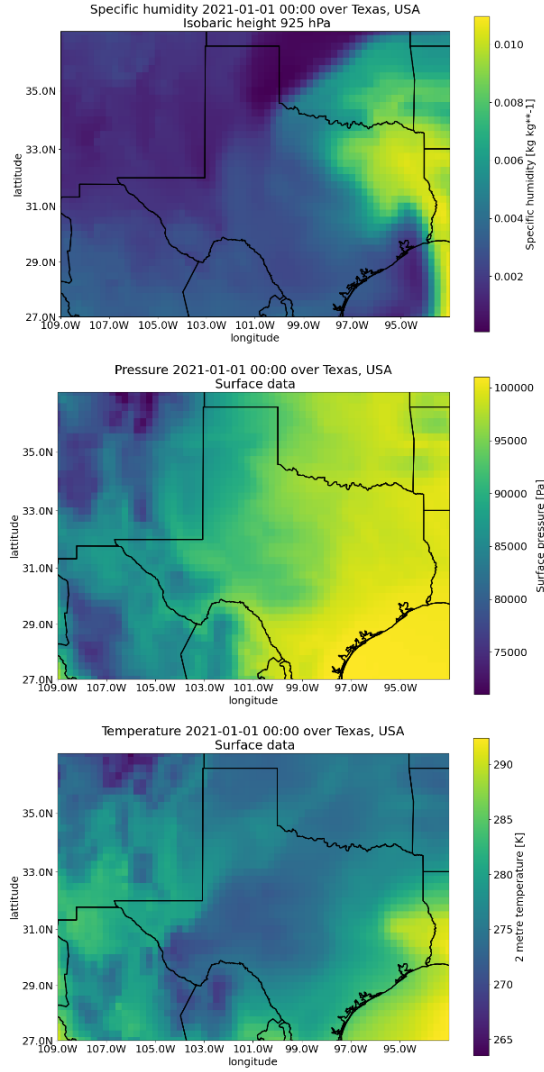 Specific humidity 2021-01-01 00:00 over Texas, USA
Isobaric height 925 hPa
35.0N
33.0N
31.0N
29.0N
27.0N
lattitude
109.0W 107.0W 105.0W 103.0W 101.0W 99.0W 97.0W 95.0W
longitude
0.010
0.008
0.006
0.004
0.002
Specific humidity [kg kg**-1]
Pressure 2021-01-01 00:00 over Texas, USA
Surface data
35.0N
33.0N
31.0N
29.0N
27.0N
lattitude
109.0W 107.0W 105.0W 103.0W 101.0W 99.0W 97.0W 95.0W
longitude
100000
95000
90000
85000
80000
75000
Surface pressure [Pa]
Temperature 2021-01-01 00:00 over Texas, USA
Surface data
35.0N
33.0N
31.0N
29.0N
27.0N
lattitude
109.0W 107.0W 105.0W 103.0W 101.0W 99.0W 97.0W 95.0W
longitude
290
285
280
275
270
265
2 metre temperature [K]